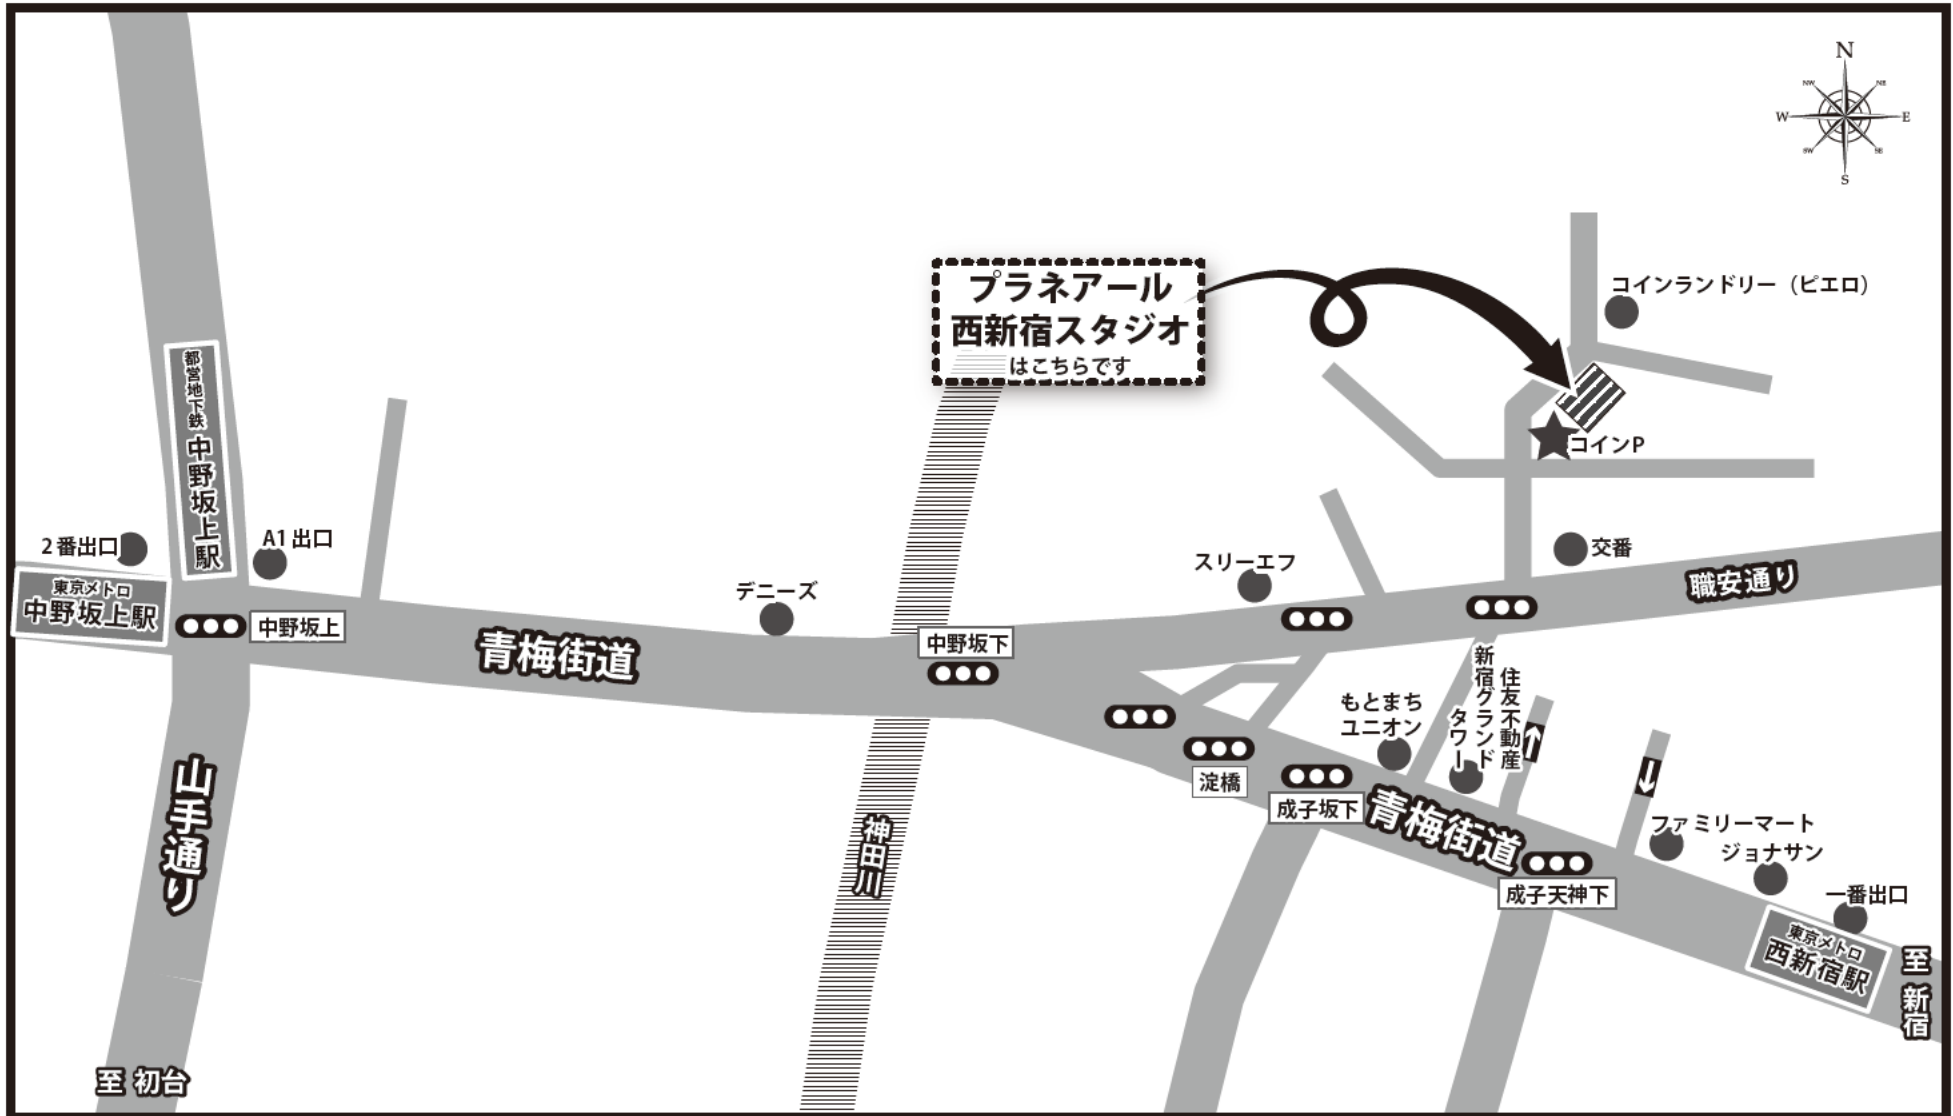 N
NW
NE
W
E
SW
SE
S
プラネアール
西新宿スタジオ
はこちらです
コインランドリー（ピエロ）
コインP
都営地下鉄 中野坂上駅
2番出口
A1出口
東京メトロ
中野坂上駅
中野坂上
デニーズ
スリーエフ
交番
職安通り
青梅街道
中野坂下
住友不動産
新宿グランド
タワー
もとまち
ユニオン
淀橋
成子坂下
青梅街道
成子天神下
ファミリーマート
ジョナサン
一番出口
東京メトロ
西新宿駅
至 新宿
山手通り
神田川
至 初台